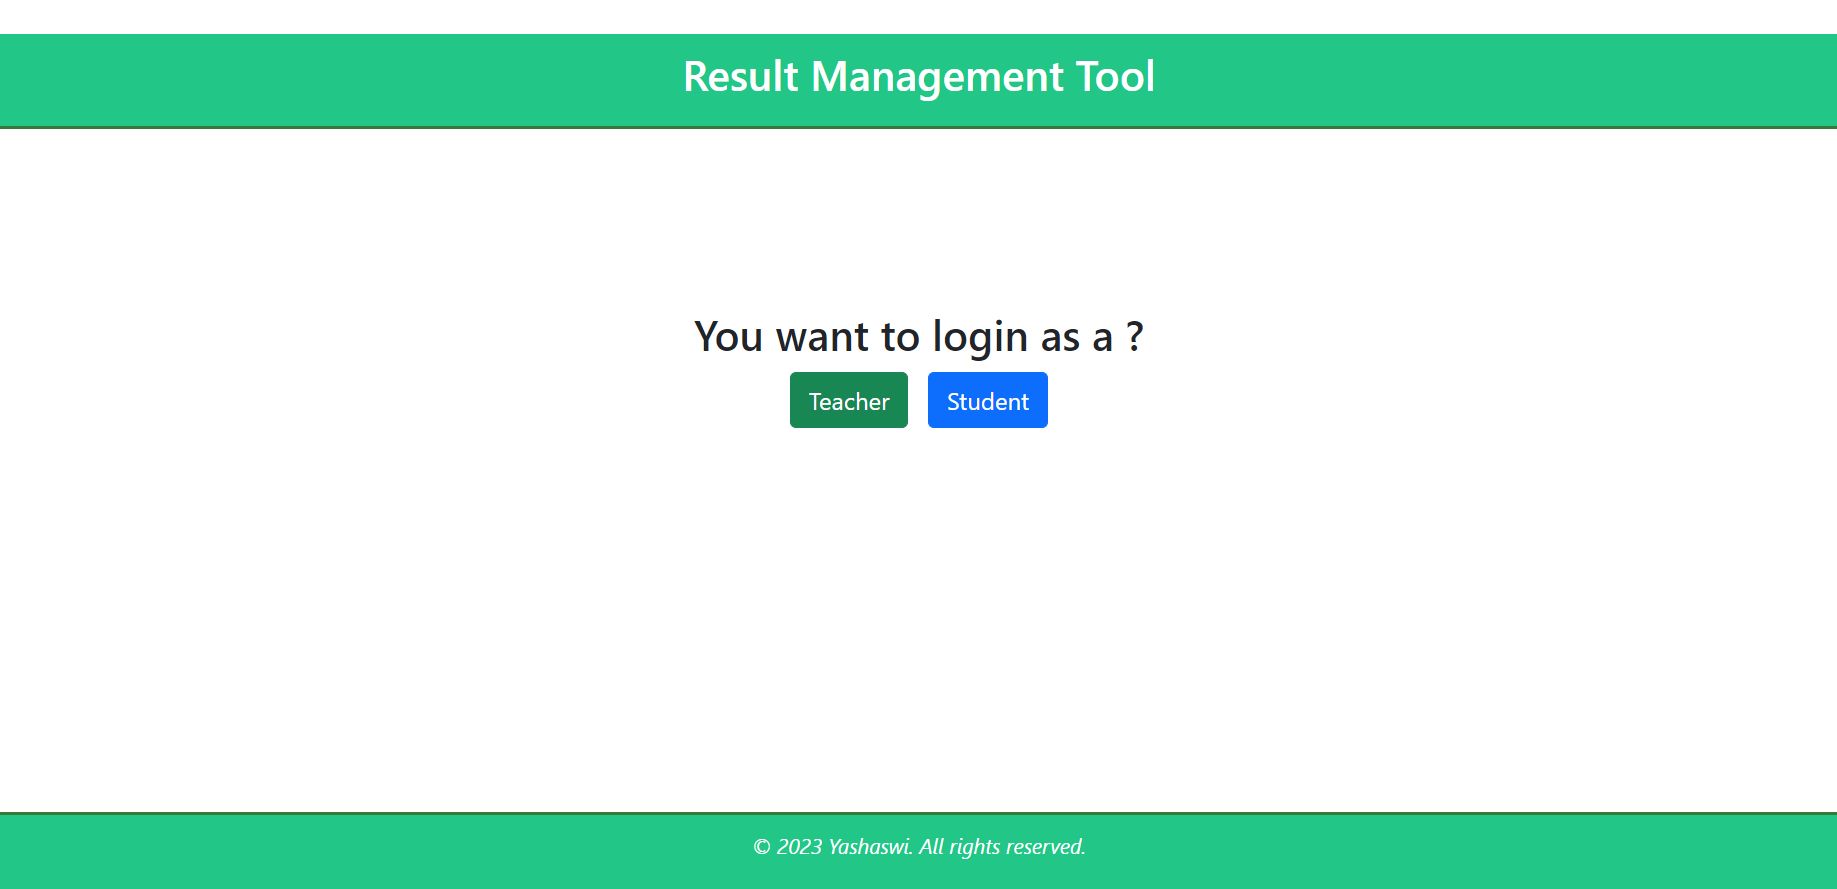 Result Management Tool
You want to login as a ?
Teacher Student
© 2023 Yashaswi. All rights reserved.